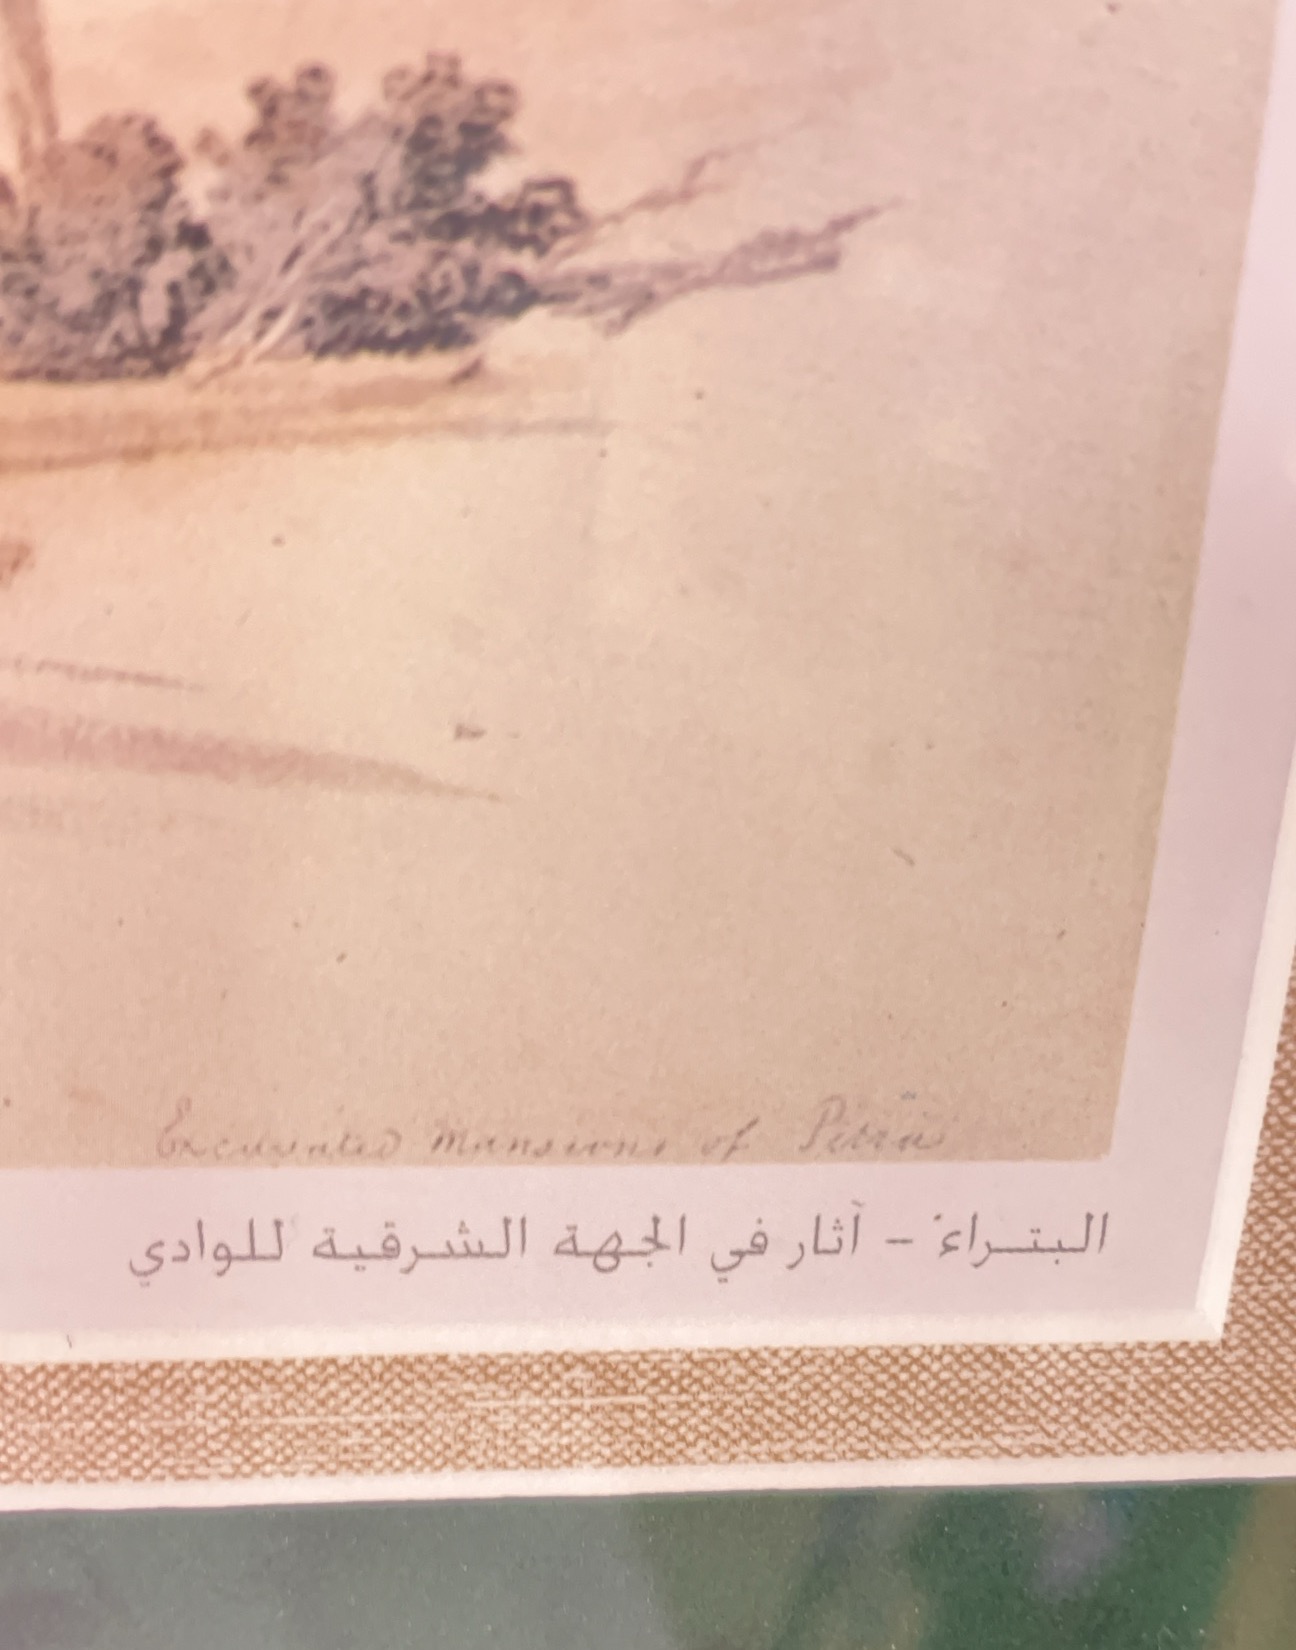 Excavated mansions of Petra
البتراء - آثار في الجهة الشرقية للوادي